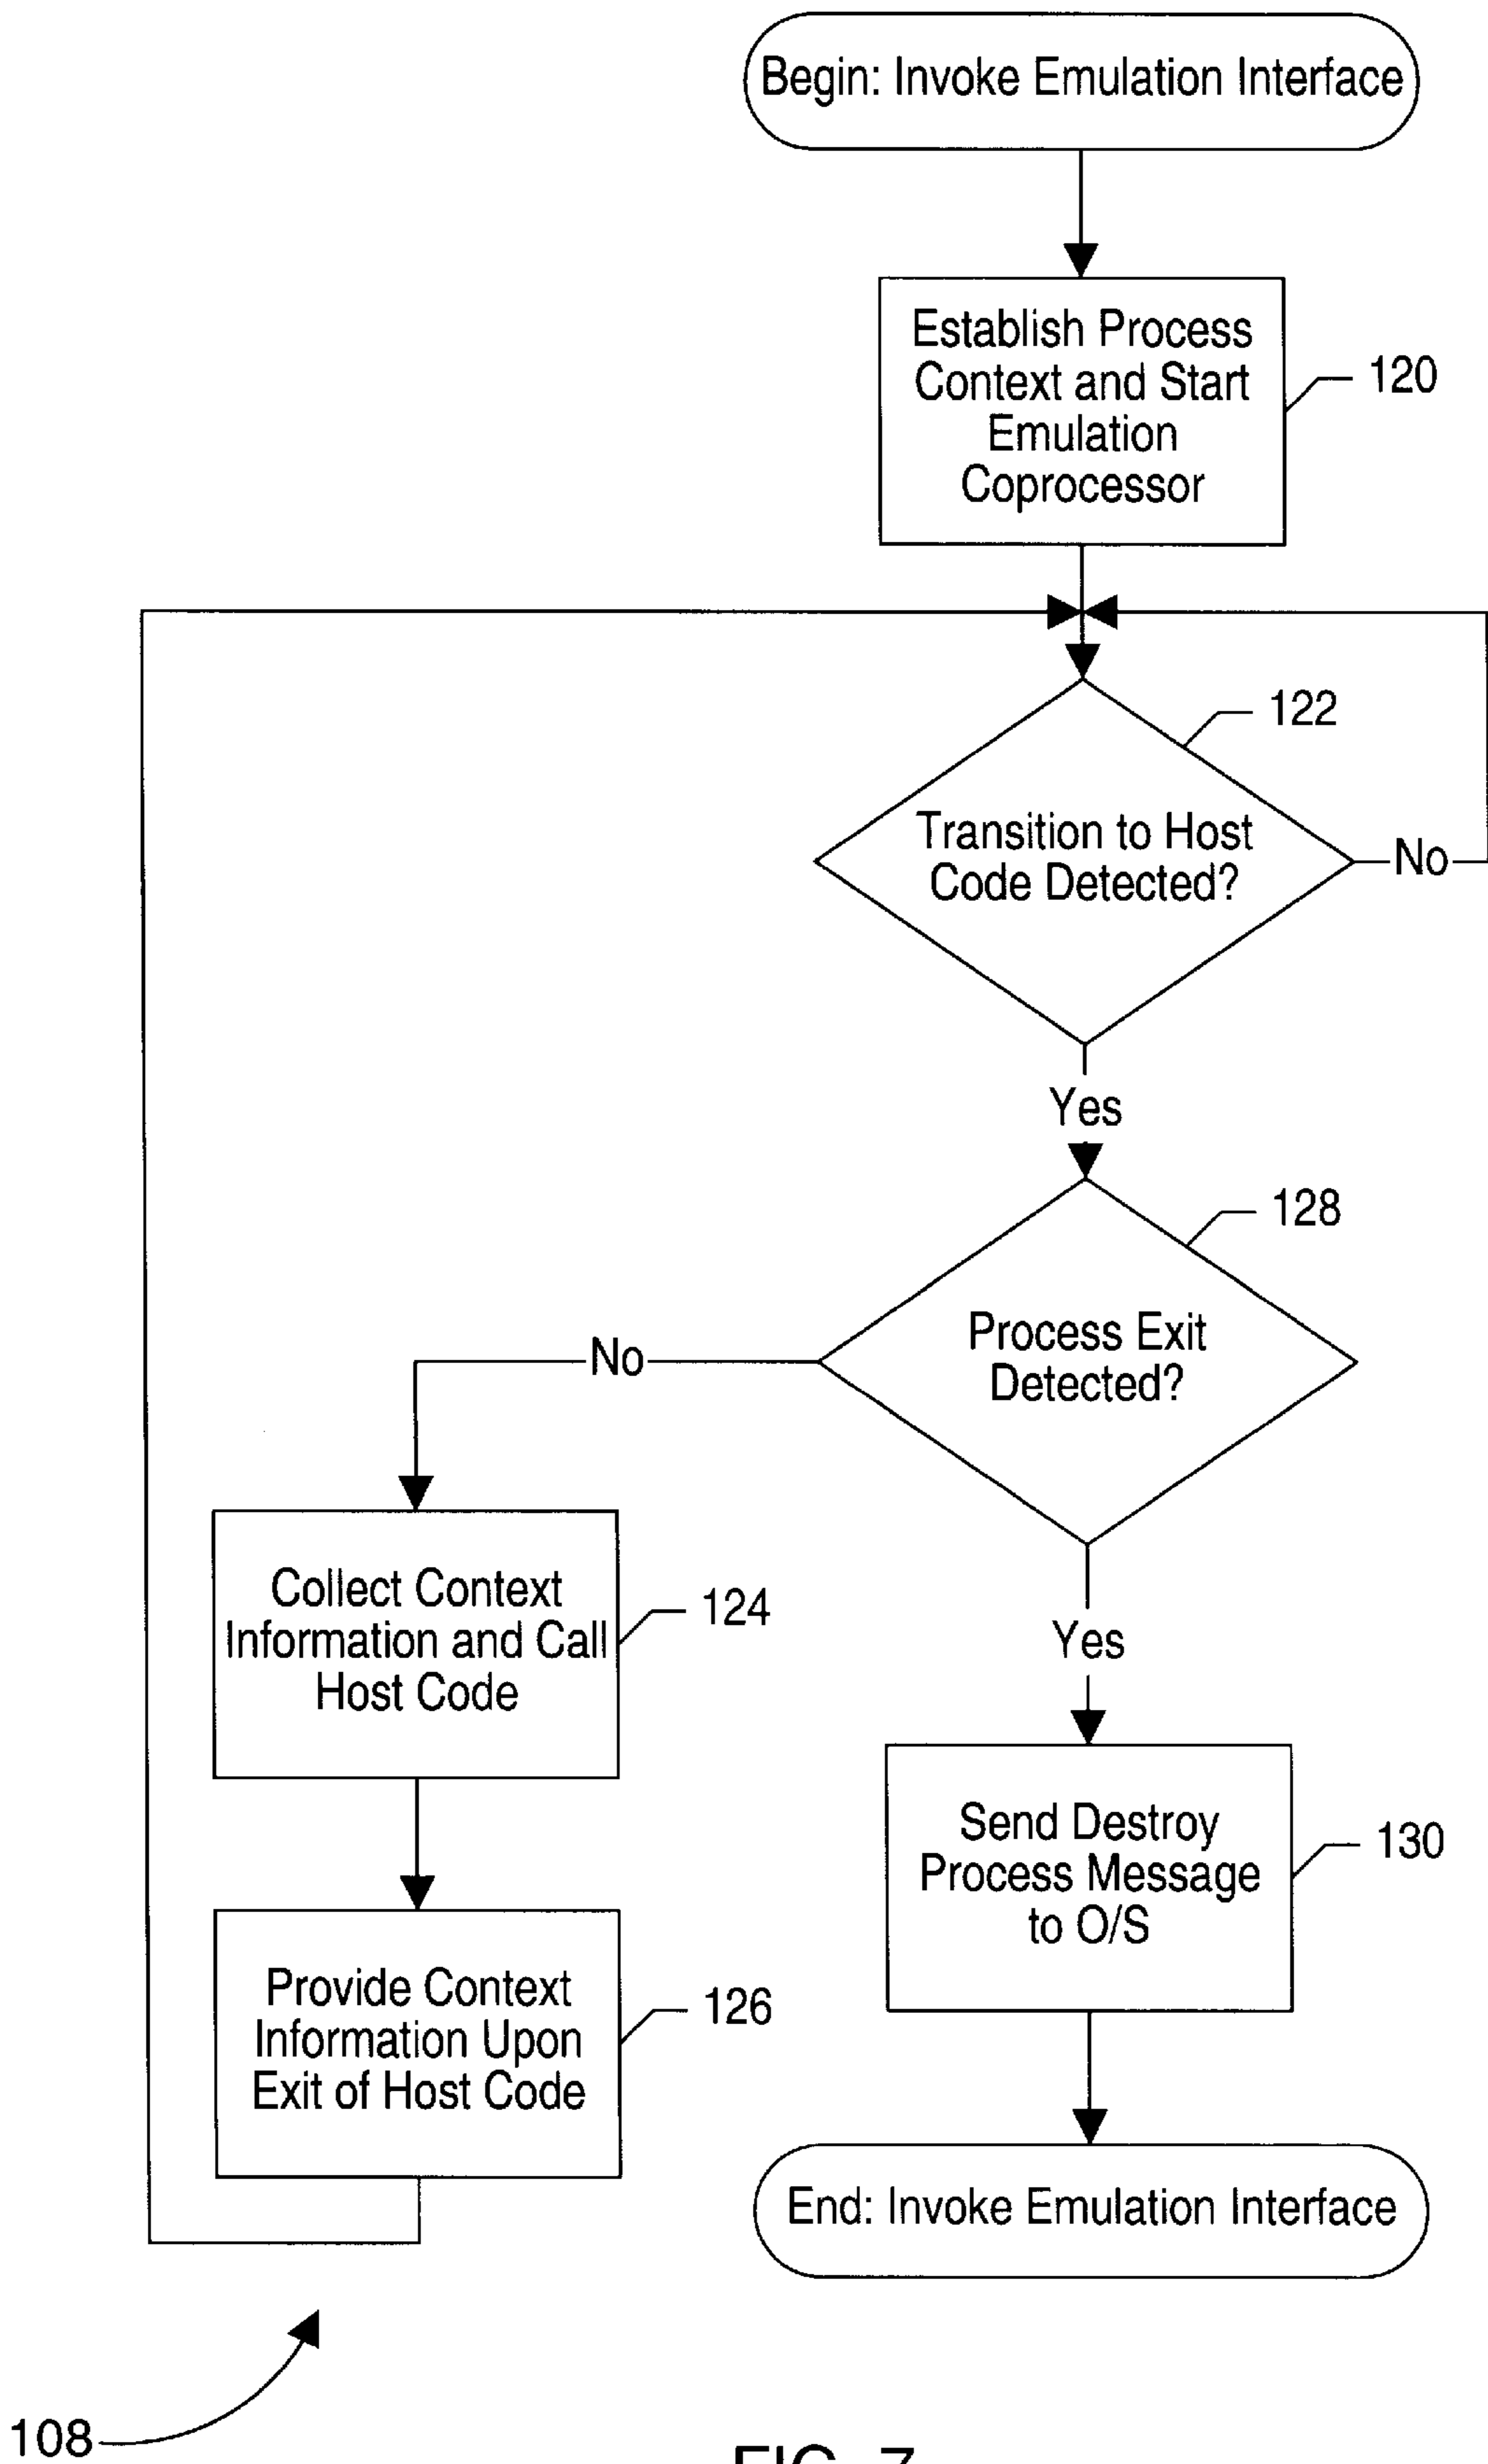 Begin: Invoke Emulation Interface
Establish Process
Context and Start
Emulation
Coprocessor
120
122
Transition to Host
Code Detected?
No
Yes
128
Process Exit
Detected?
No
Collect Context
Information and Call
Host Code
124
Yes
Send Destroy
Process Message
to O/S
130
Provide Context
Information Upon
Exit of Host Code
126
End: Invoke Emulation Interface
108
FIG. 7